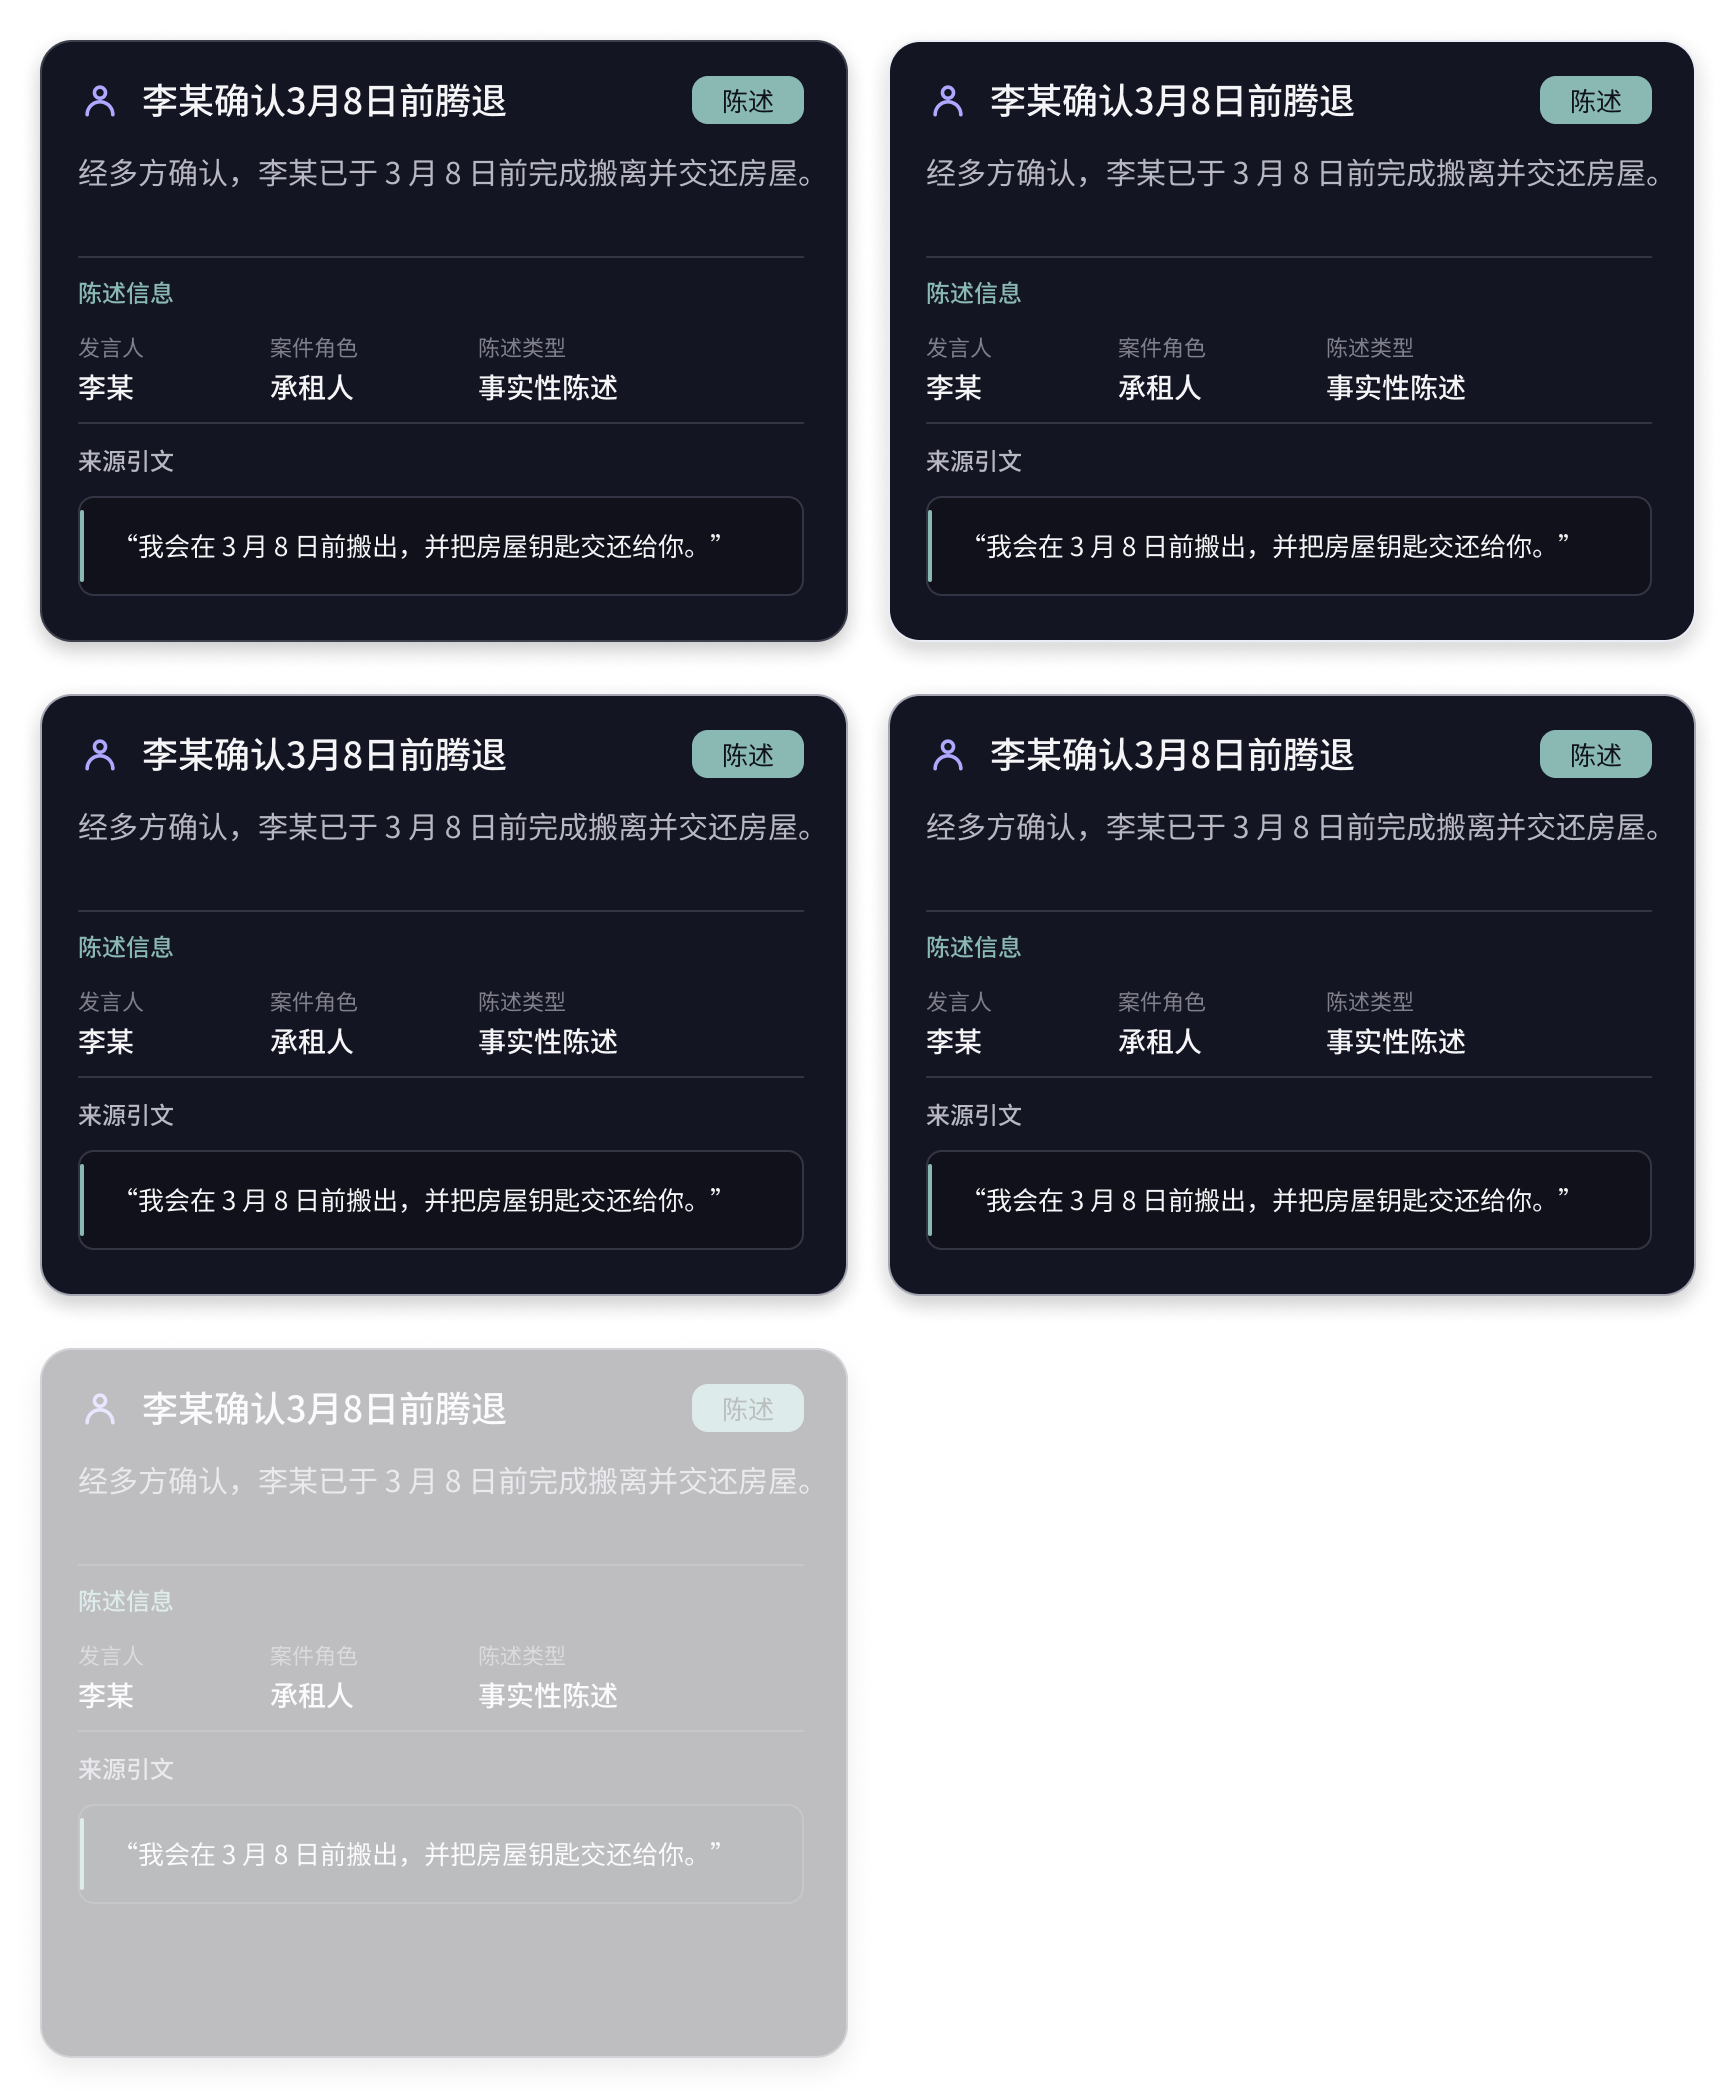 李某确认3月8日前腾退
陈述
经多方确认，李某已于 3 月 8 日前完成搬离并交还房屋。
陈述信息
发言人 案件角色 陈述类型
李某 承租人 事实性陈述
来源引文
“我会在 3 月 8 日前搬出，并把房屋钥匙交还给你。”
李某确认3月8日前腾退
陈述
经多方确认，李某已于 3 月 8 日前完成搬离并交还房屋。
陈述信息
发言人 案件角色 陈述类型
李某 承租人 事实性陈述
来源引文
“我会在 3 月 8 日前搬出，并把房屋钥匙交还给你。”
李某确认3月8日前腾退
陈述
经多方确认，李某已于 3 月 8 日前完成搬离并交还房屋。
陈述信息
发言人 案件角色 陈述类型
李某 承租人 事实性陈述
来源引文
“我会在 3 月 8 日前搬出，并把房屋钥匙交还给你。”
李某确认3月8日前腾退
陈述
经多方确认，李某已于 3 月 8 日前完成搬离并交还房屋。
陈述信息
发言人 案件角色 陈述类型
李某 承租人 事实性陈述
来源引文
“我会在 3 月 8 日前搬出，并把房屋钥匙交还给你。”
李某确认3月8日前腾退
陈述
经多方确认，李某已于 3 月 8 日前完成搬离并交还房屋。
陈述信息
发言人 案件角色 陈述类型
李某 承租人 事实性陈述
来源引文
“我会在 3 月 8 日前搬出，并把房屋钥匙交还给你。”